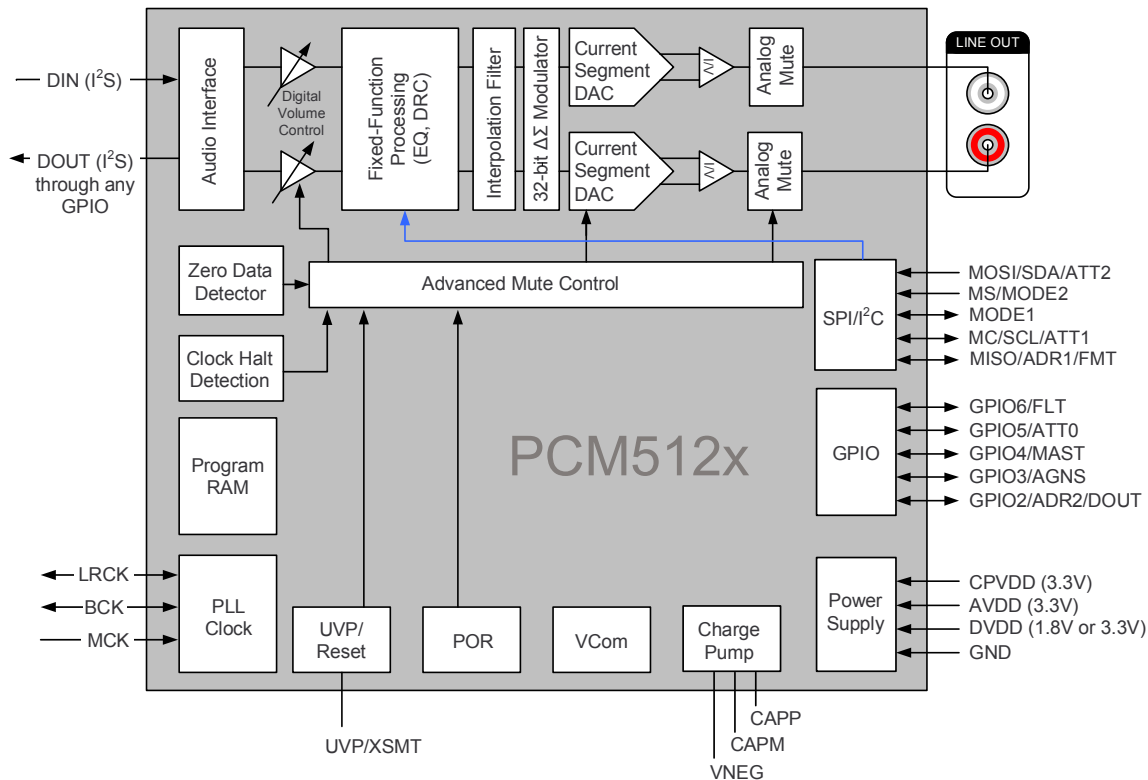 DIN (I²S)
DOUT (I²S)
through any
GPIO
Audio Interface
Digital
Volume
Control
Fixed-Function
Processing
(EQ, DRC)
Interpolation Filter
32-bit ΔΣ Modulator
Current
Segment
DAC
I/V
Analog
Mute
Current
Segment
DAC
I/V
Analog
Mute
LINE OUT
Zero Data
Detector
Advanced Mute Control
Clock Halt
Detection
SPI/I²C
MOSI/SDA/ATT2
MS/MODE2
MODE1
MC/SCL/ATT1
MISO/ADR1/FMT
Program
RAM
PCM512x
GPIO
GPIO6/FLT
GPIO5/ATT0
GPIO4/MAST
GPIO3/AGNS
GPIO2/ADR2/DOUT
LRCK
BCK
MCK
PLL
Clock
UVP/
Reset
POR
VCom
Charge
Pump
Power
Supply
CPVDD (3.3V)
AVDD (3.3V)
DVDD (1.8V or 3.3V)
GND
UVP/XSMT
CAPP
CAPM
VNEG